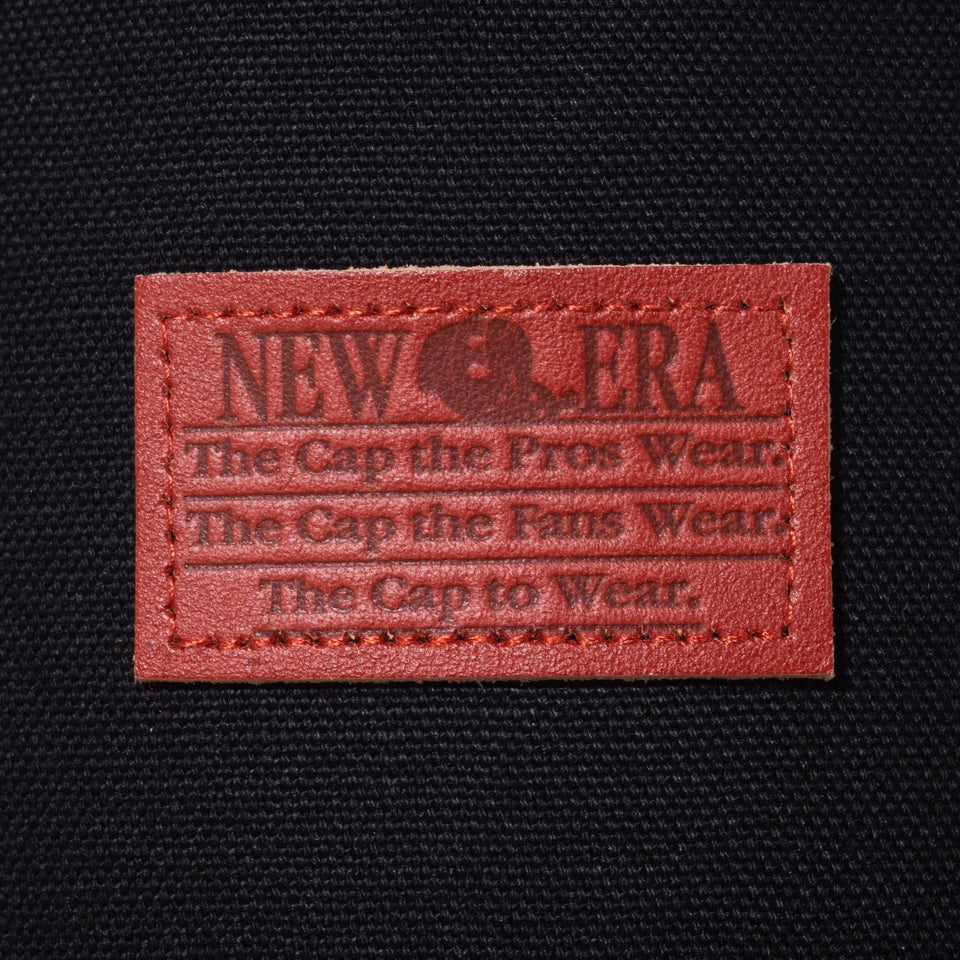 NEW ERA
The Cap the Pros Wear.
The Cap the Fans Wear.
The Cap to Wear.